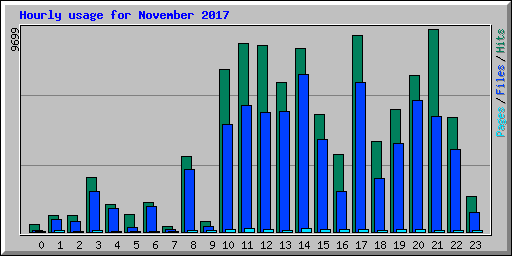 Hourly usage for November 2017
9699
Pages/Files/Hits
0 1 2 3 4 5 6 7 8 9 10 11 12 13 14 15 16 17 18 19 20 21 22 23